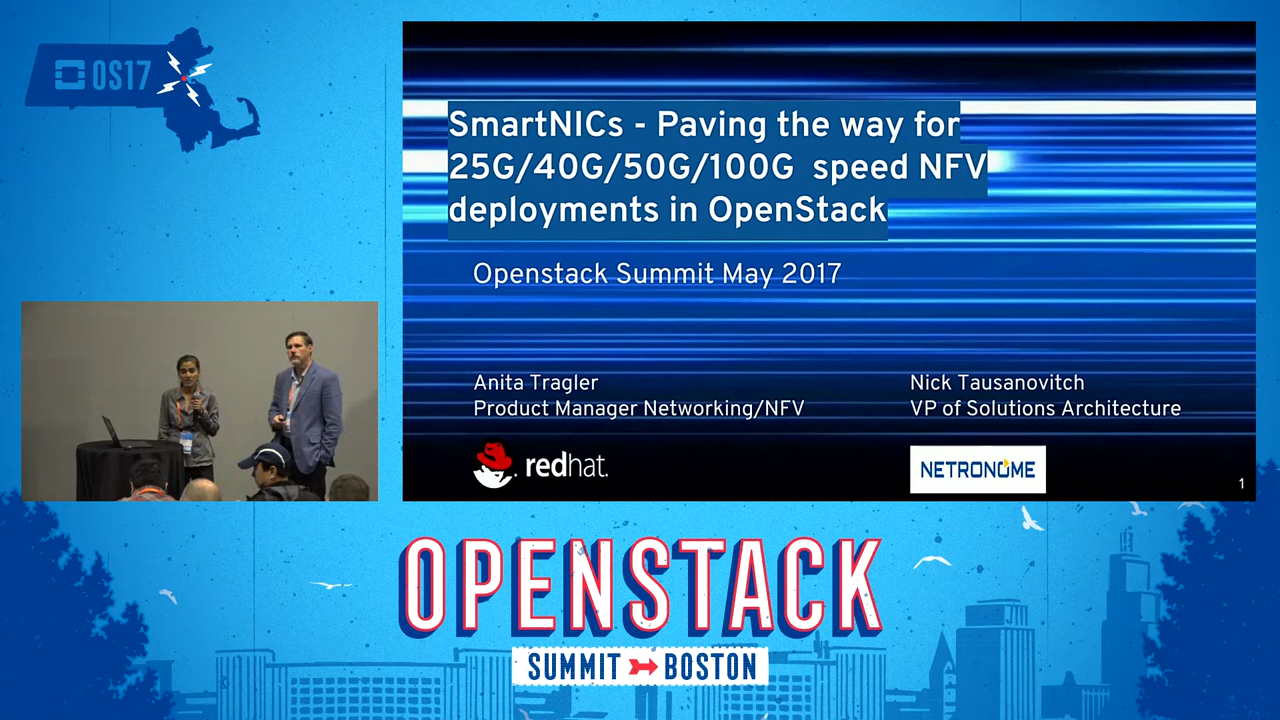 OS17
SmartNICs - Paving the way for
25G/40G/50G/100G speed NFV
deployments in OpenStack
Openstack Summit May 2017
Anita Tragler
Product Manager Networking/NFV
Nick Tausanovitch
VP of Solutions Architecture
redhat.
NETRONOME
1
OPENSTACK
SUMMIT BOSTON